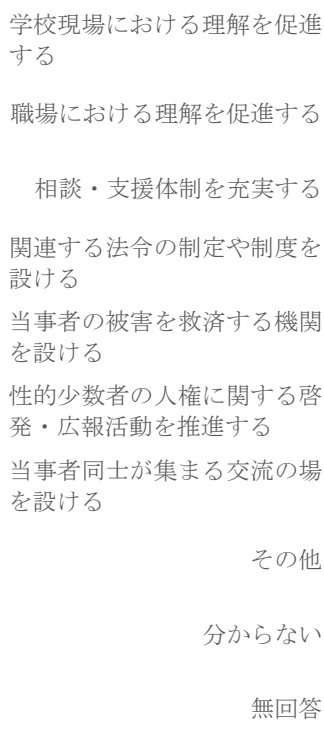 学校現場における理解を促進
する
職場における理解を促進する
相談・支援体制を充実する
関連する法令の制定や制度を
設ける
当事者の被害を救済する機関
を設ける
性的少数者の人権に関する啓
発・広報活動を推進する
当事者同士が集まる交流の場
を設ける
その他
分からない
無回答